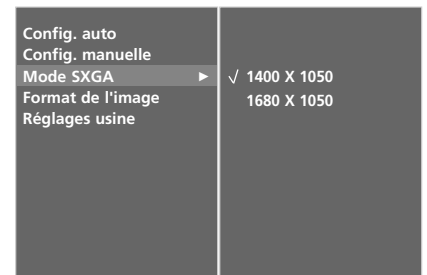 Config. auto
Config. manuelle
Mode SXGA ►
Format de l'image
Réglages usine
√ 1400 X 1050
1680 X 1050